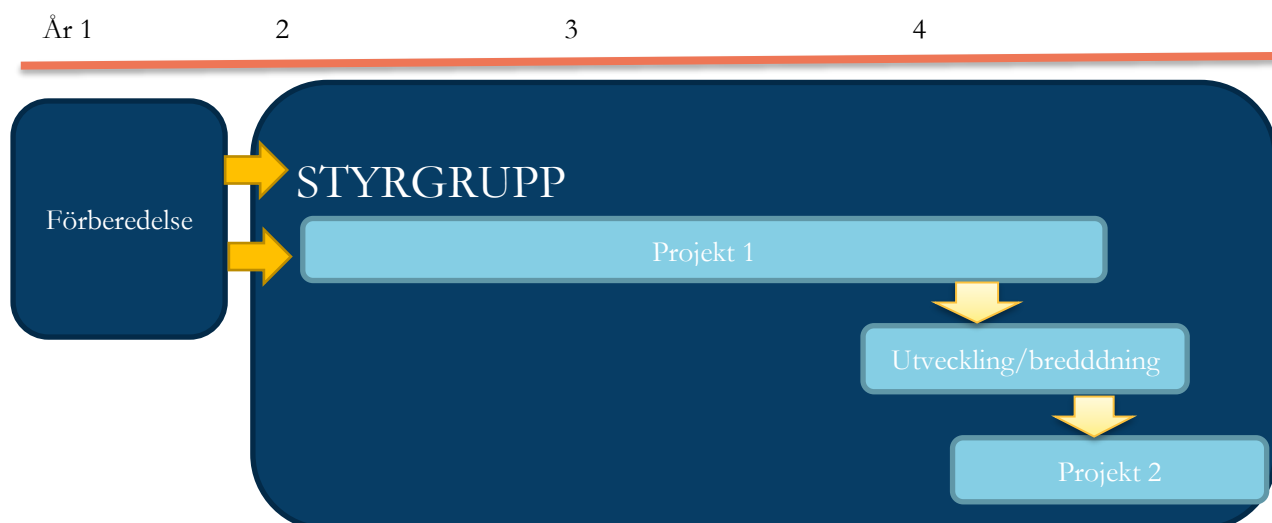 År 1 2 3 4
STYRGRUPP
Förberedelse
Projekt 1
Utveckling/bredddning
Projekt 2